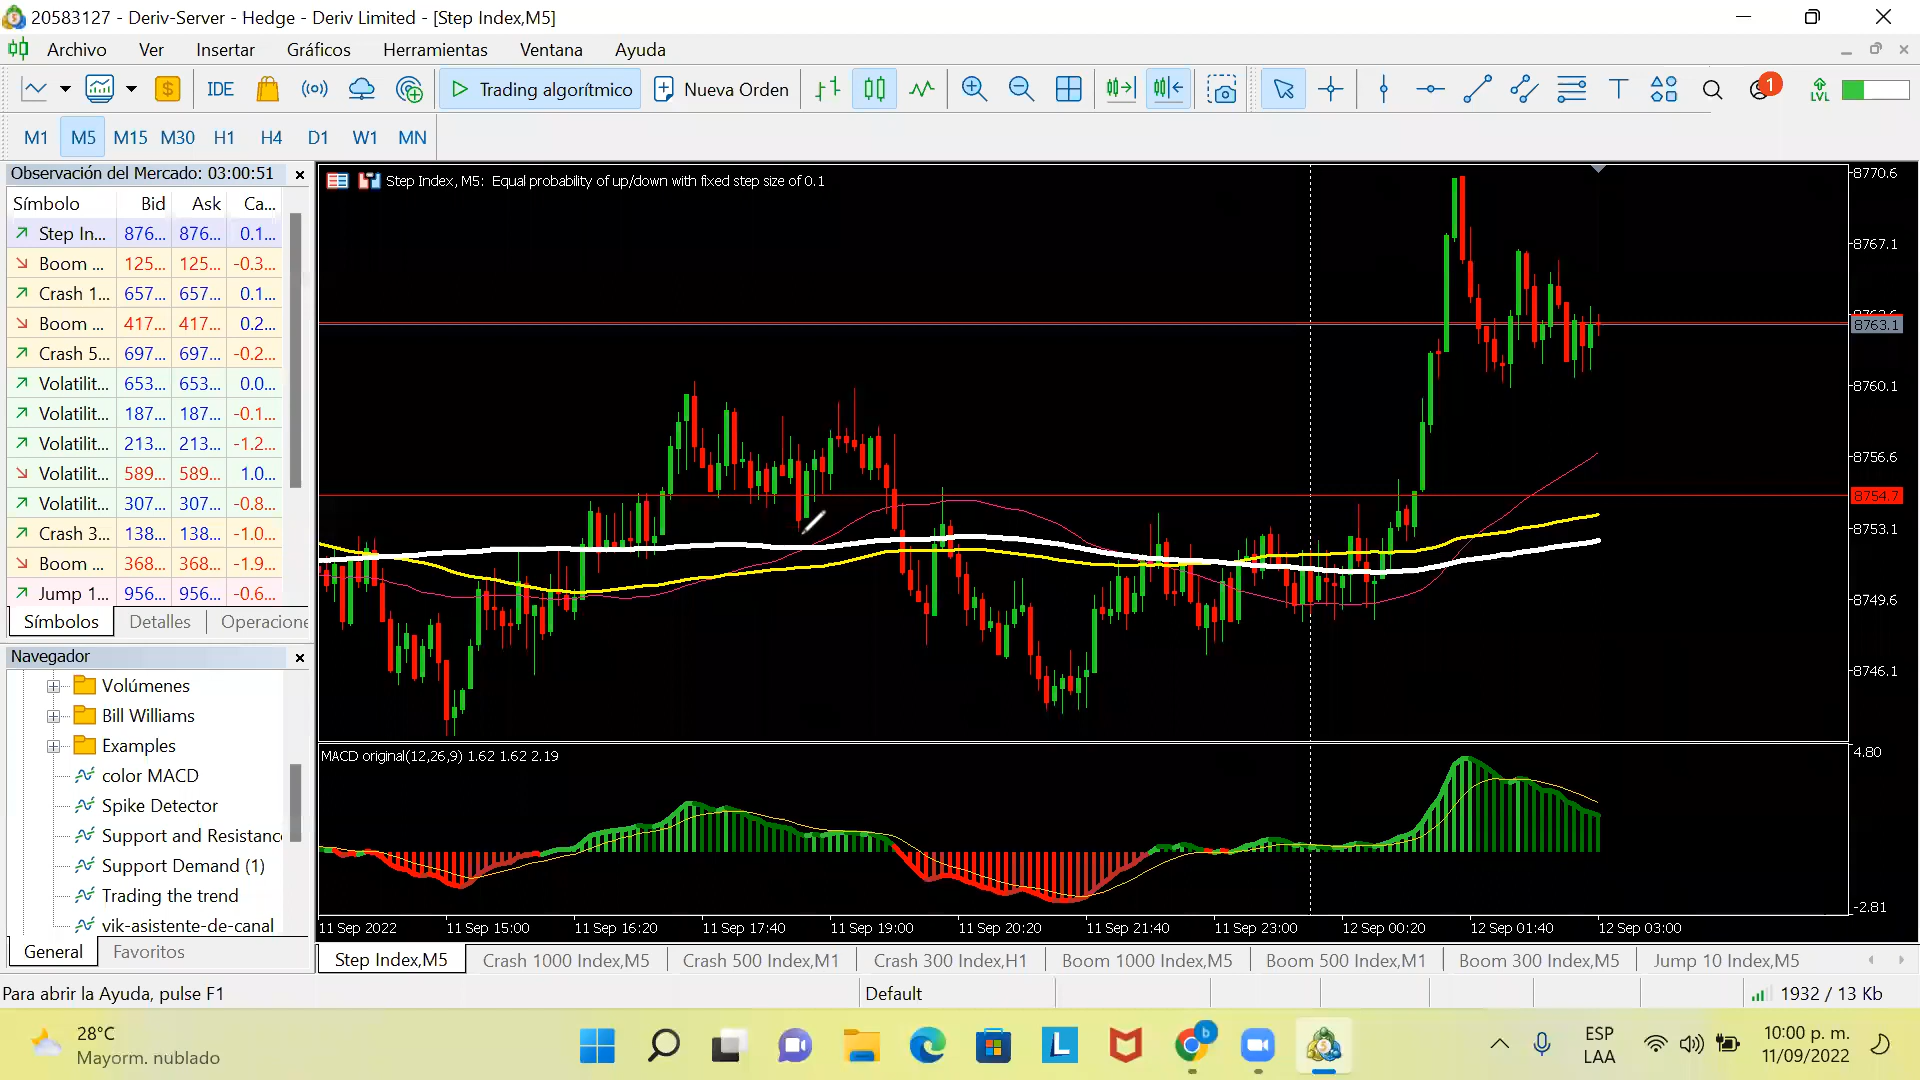 20583127 - Deriv-Server - Hedge - Deriv Limited - [Step Index,M5]
Archivo Ver Insertar Gráficos Herramientas Ventana Ayuda
IDE Trading algorítmico Nueva Orden T 1 LVL
M1 M5 M15 M30 H1 H4 D1 W1 MN
Observación del Mercado: 03:00:51
Símbolo Bid Ask Ca...
Step In... 876... 876... 0.1...
Boom ... 125... 125... -0.3...
Crash 1... 657... 657... 0.1...
Boom ... 417... 417... 0.2...
Crash 5... 697... 697... -0.2...
Volatilit... 653... 653... 0.0...
Volatilit... 187... 187... -0.1...
Volatilit... 213... 213... -1.2...
Volatilit... 589... 589... 1.0...
Volatilit... 307... 307... -0.8...
Crash 3... 138... 138... -1.0...
Boom ... 368... 368... -1.9...
Jump 1... 956... 956... -0.6...
Símbolos Detalles Operacione
Navegador
Volúmenes
Bill Williams
Examples
color MACD
Spike Detector
Support and Resistanc
Support Demand (1)
Trading the trend
vik-asistente-de-canal
General Favoritos
Step Index, M5: Equal probability of up/down with fixed step size of 0.1
8770.6
8767.1
8763.1
8760.1
8756.6
8754.7
8753.1
8749.6
8746.1
MACD original(12,26,9) 1.62 1.62 2.19
4.80
-2.81
11 Sep 2022 11 Sep 15:00 11 Sep 16:20 11 Sep 17:40 11 Sep 19:00 11 Sep 20:20 11 Sep 21:40 11 Sep 23:00 12 Sep 00:20 12 Sep 01:40 12 Sep 03:00
Step Index,M5 Crash 1000 Index,M5 Crash 500 Index,M1 Crash 300 Index,H1 Boom 1000 Index,M5 Boom 500 Index,M1 Boom 300 Index,M5 Jump 10 Index,M5
Para abrir la Ayuda, pulse F1 Default 1932 / 13 Kb
28°C
Mayorm. nublado
L
b
ESP
LAA
10:00 p. m.
11/09/2022